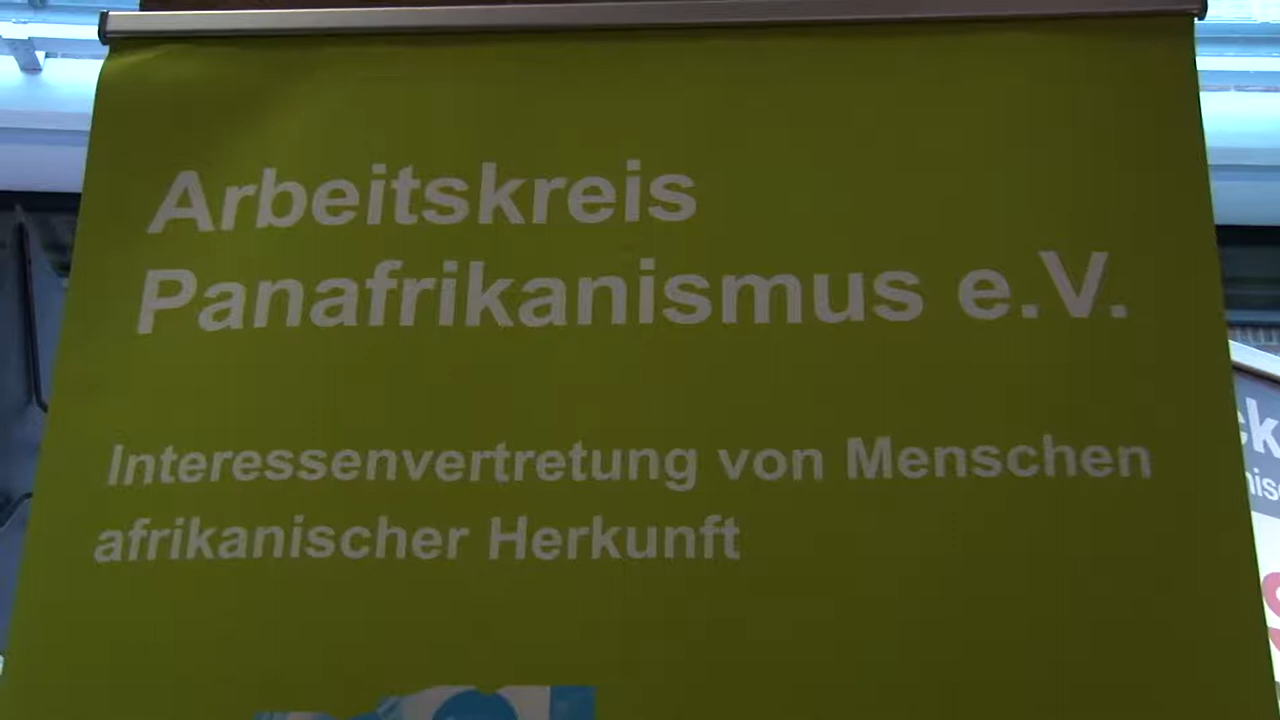 Arbeitskreis
Panafrikanismus e.V.
Interessenvertretung von Menschen
afrikanischer Herkunft